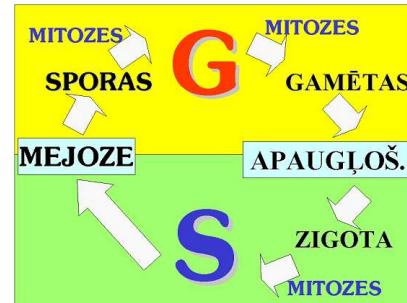 MITOZES
MITOZES
G
SPORAS
GAMĒTAS
MEJOZE
APAUGĻOŠ.
ZIGOTA
S
MITOZES